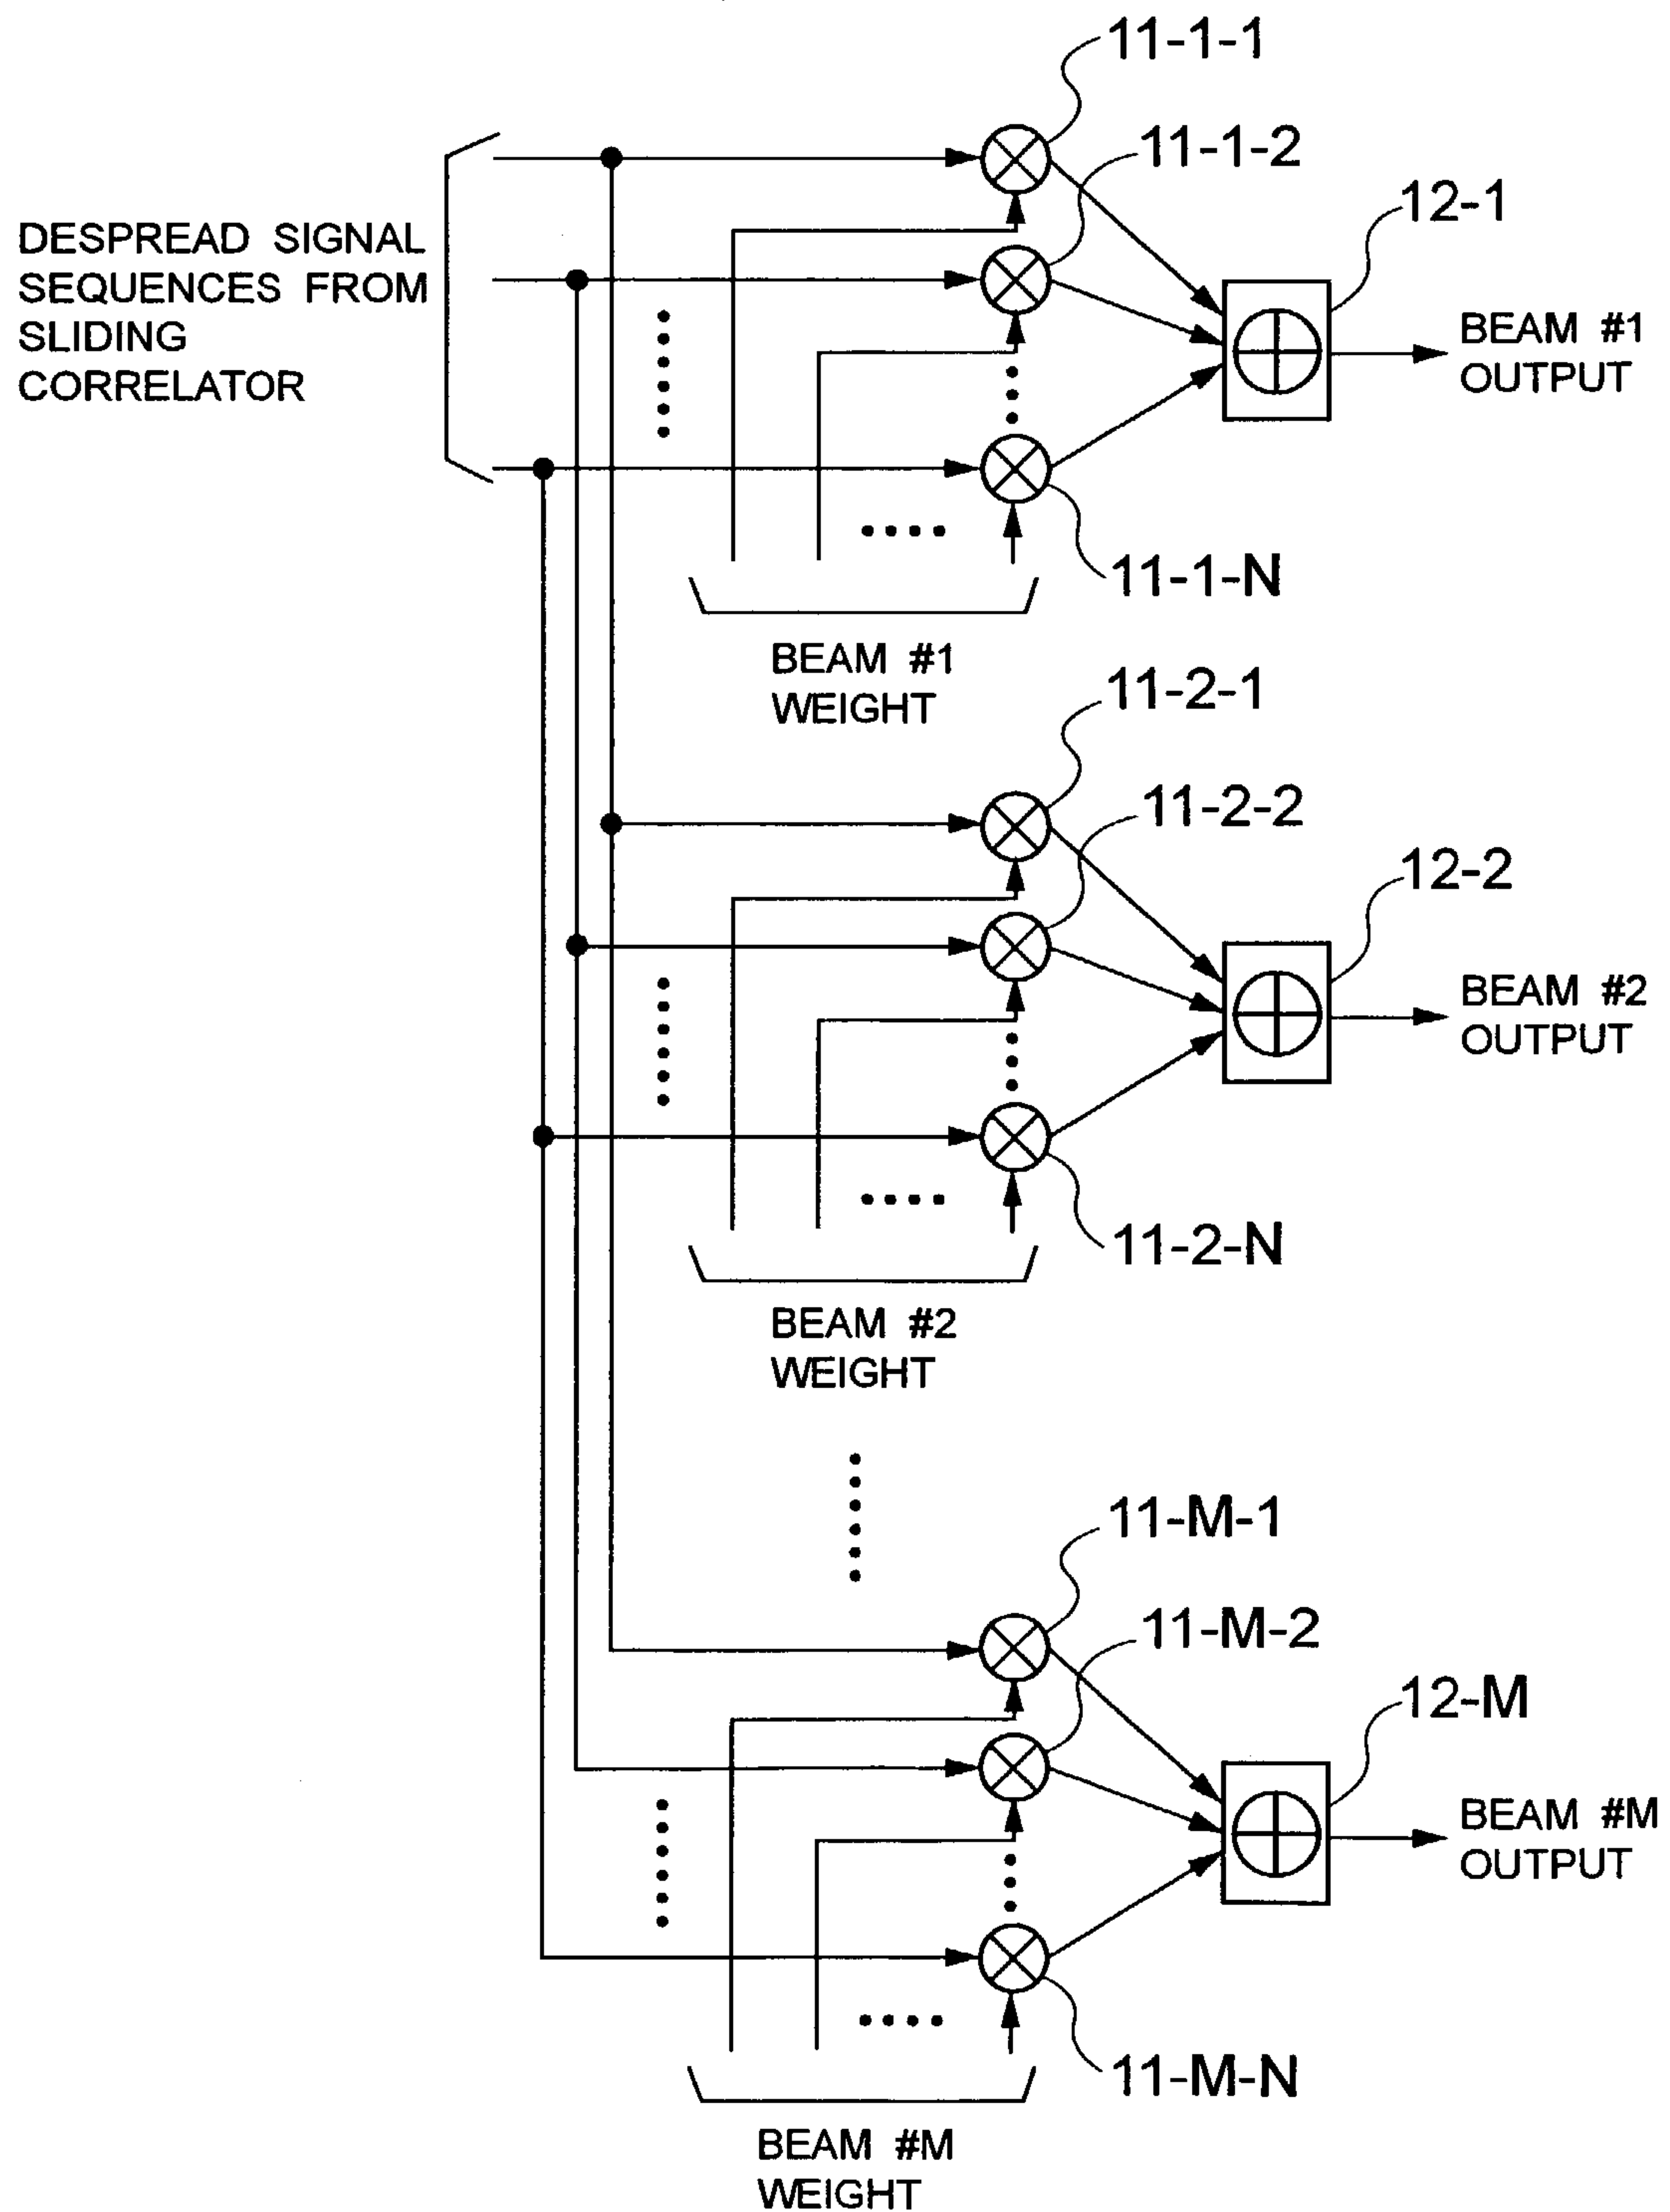 11-1-1
11-1-2
12-1
DESPREAD SIGNAL
SEQUENCES FROM
SLIDING
CORRELATOR
BEAM #1
OUTPUT
11-1-N
BEAM #1
WEIGHT
11-2-1
11-2-2
12-2
BEAM #2
OUTPUT
11-2-N
BEAM #2
WEIGHT
11-M-1
11-M-2
12-M
BEAM #M
OUTPUT
11-M-N
BEAM #M
WEIGHT